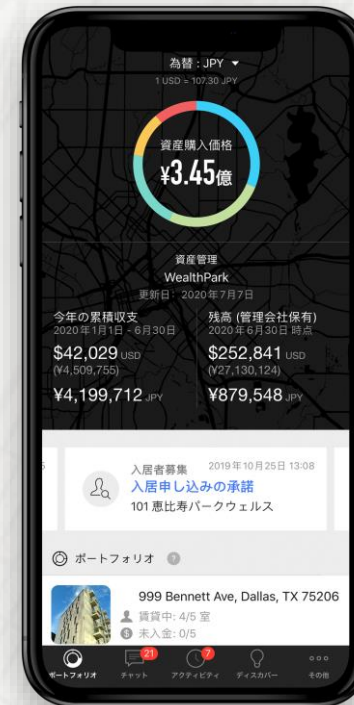 為替 : JPY ▼
1 USD = 107.30 JPY
資産購入価格
¥3.45億
資産管理
WealthPark
更新日: 2020年7月7日
今年の累積収支
2020年1月1日 - 6月30日
$42,029 USD
(¥4,509,755)
¥4,199,712 JPY
残高 (管理会社保有)
2020年6月30日 時点
$252,841 USD
(¥27,130,124)
¥879,548 JPY
5
入居者募集 2019年10月25日 13:08
入居申し込みの承諾
101 恵比寿パークウェルス
ポートフォリオ ?
999 Bennett Ave, Dallas, TX 75206
賃貸中: 4/5 室
未入金: 0/5
ポートフォリオ
21
チャット
7
アクティビティ
ディスカバー
その他